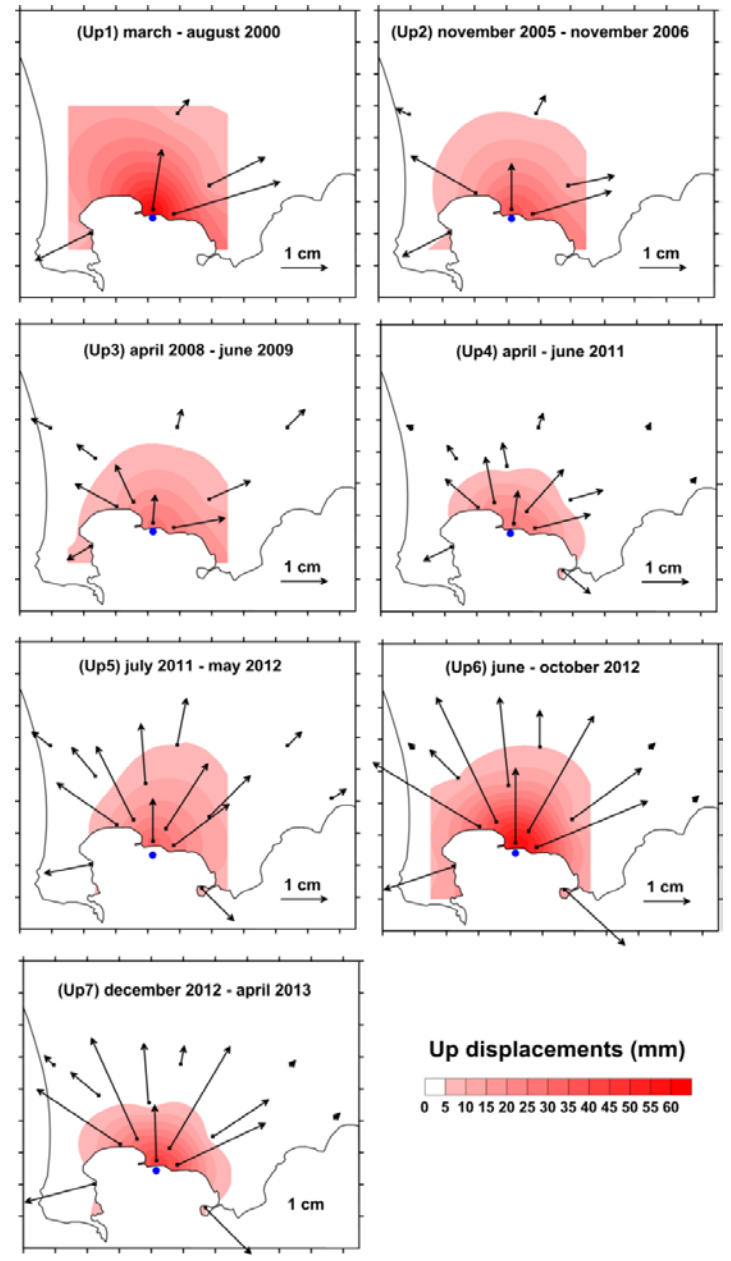 (Up1) march - august 2000
1 cm
(Up2) november 2005 - november 2006
1 cm
(Up3) april 2008 - june 2009
1 cm
(Up4) april - june 2011
1 cm
(Up5) july 2011 - may 2012
1 cm
(Up6) june - october 2012
1 cm
(Up7) december 2012 - april 2013
1 cm
Up displacements (mm)
0 5 10 15 20 25 30 35 45 50 55 60